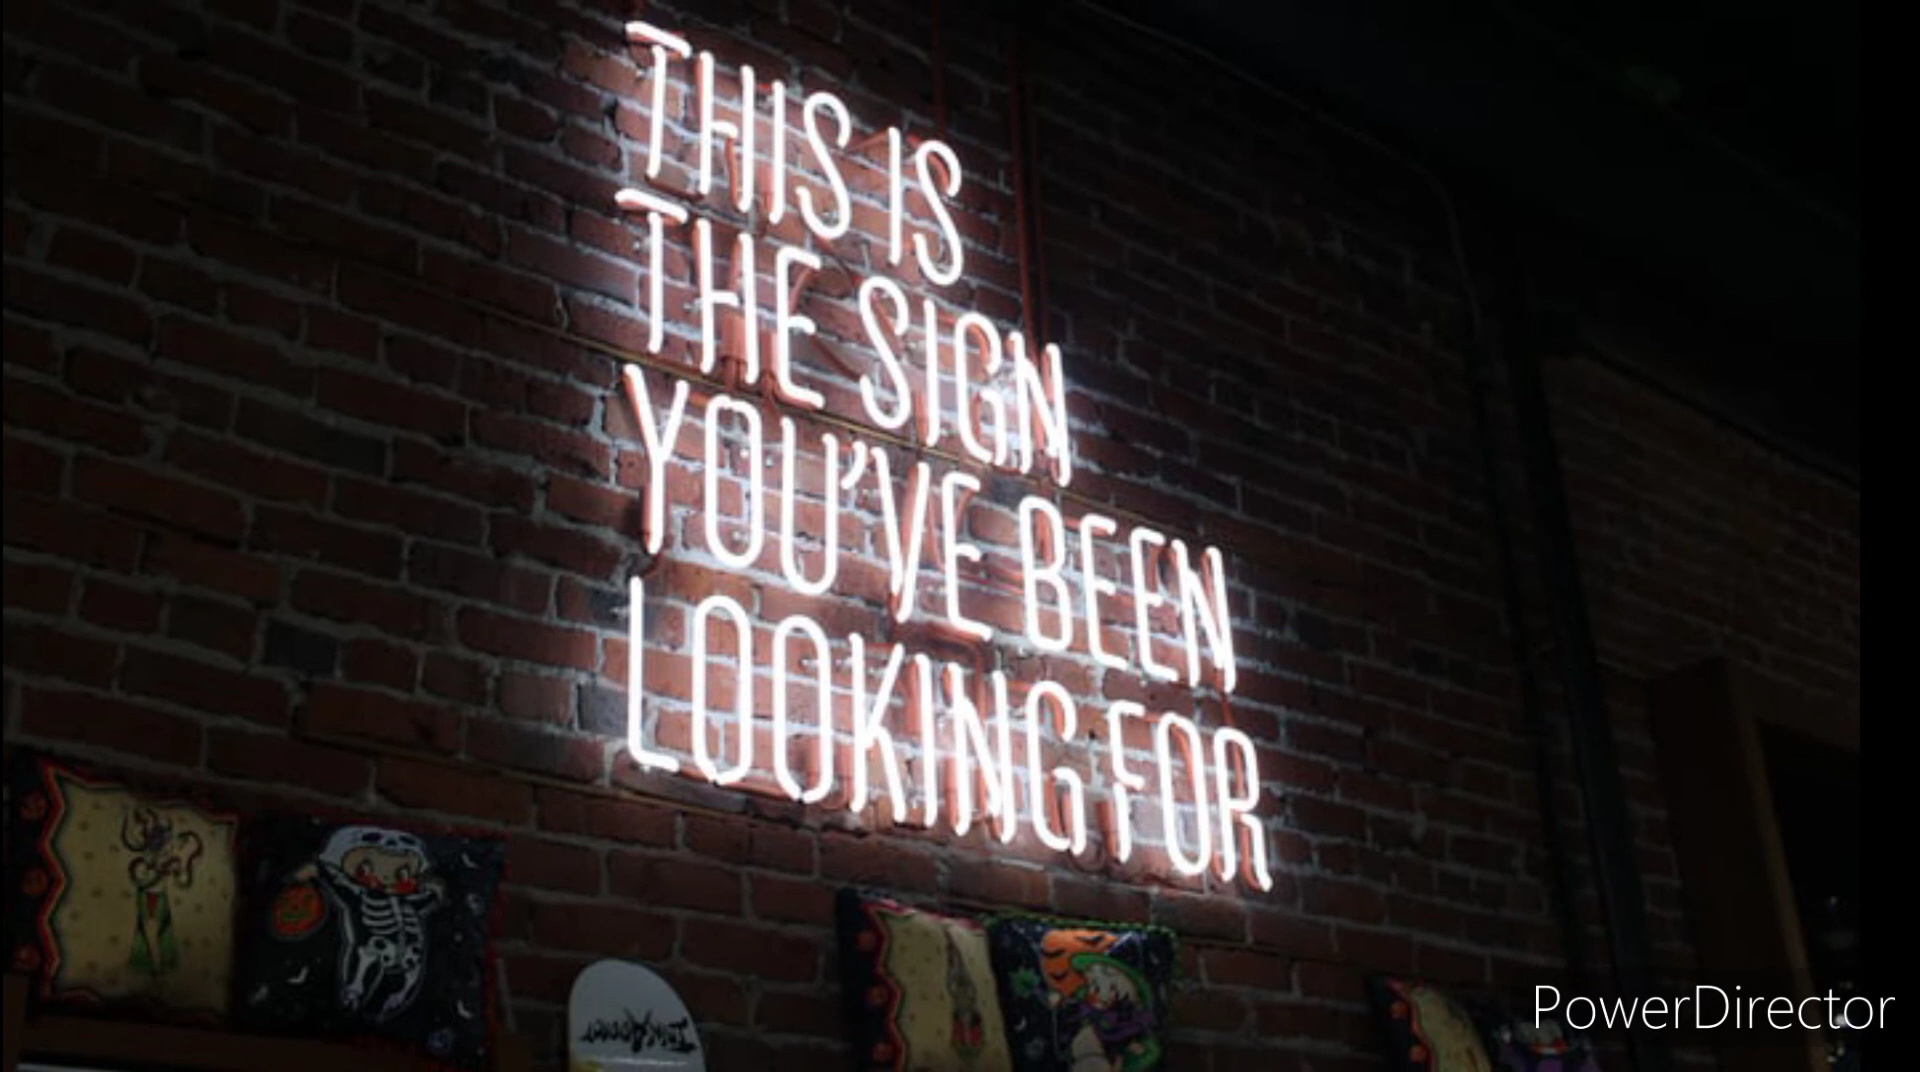 THIS IS
THE SIGN
YOU'VE BEEN
LOOKING FOR
PowerDirector